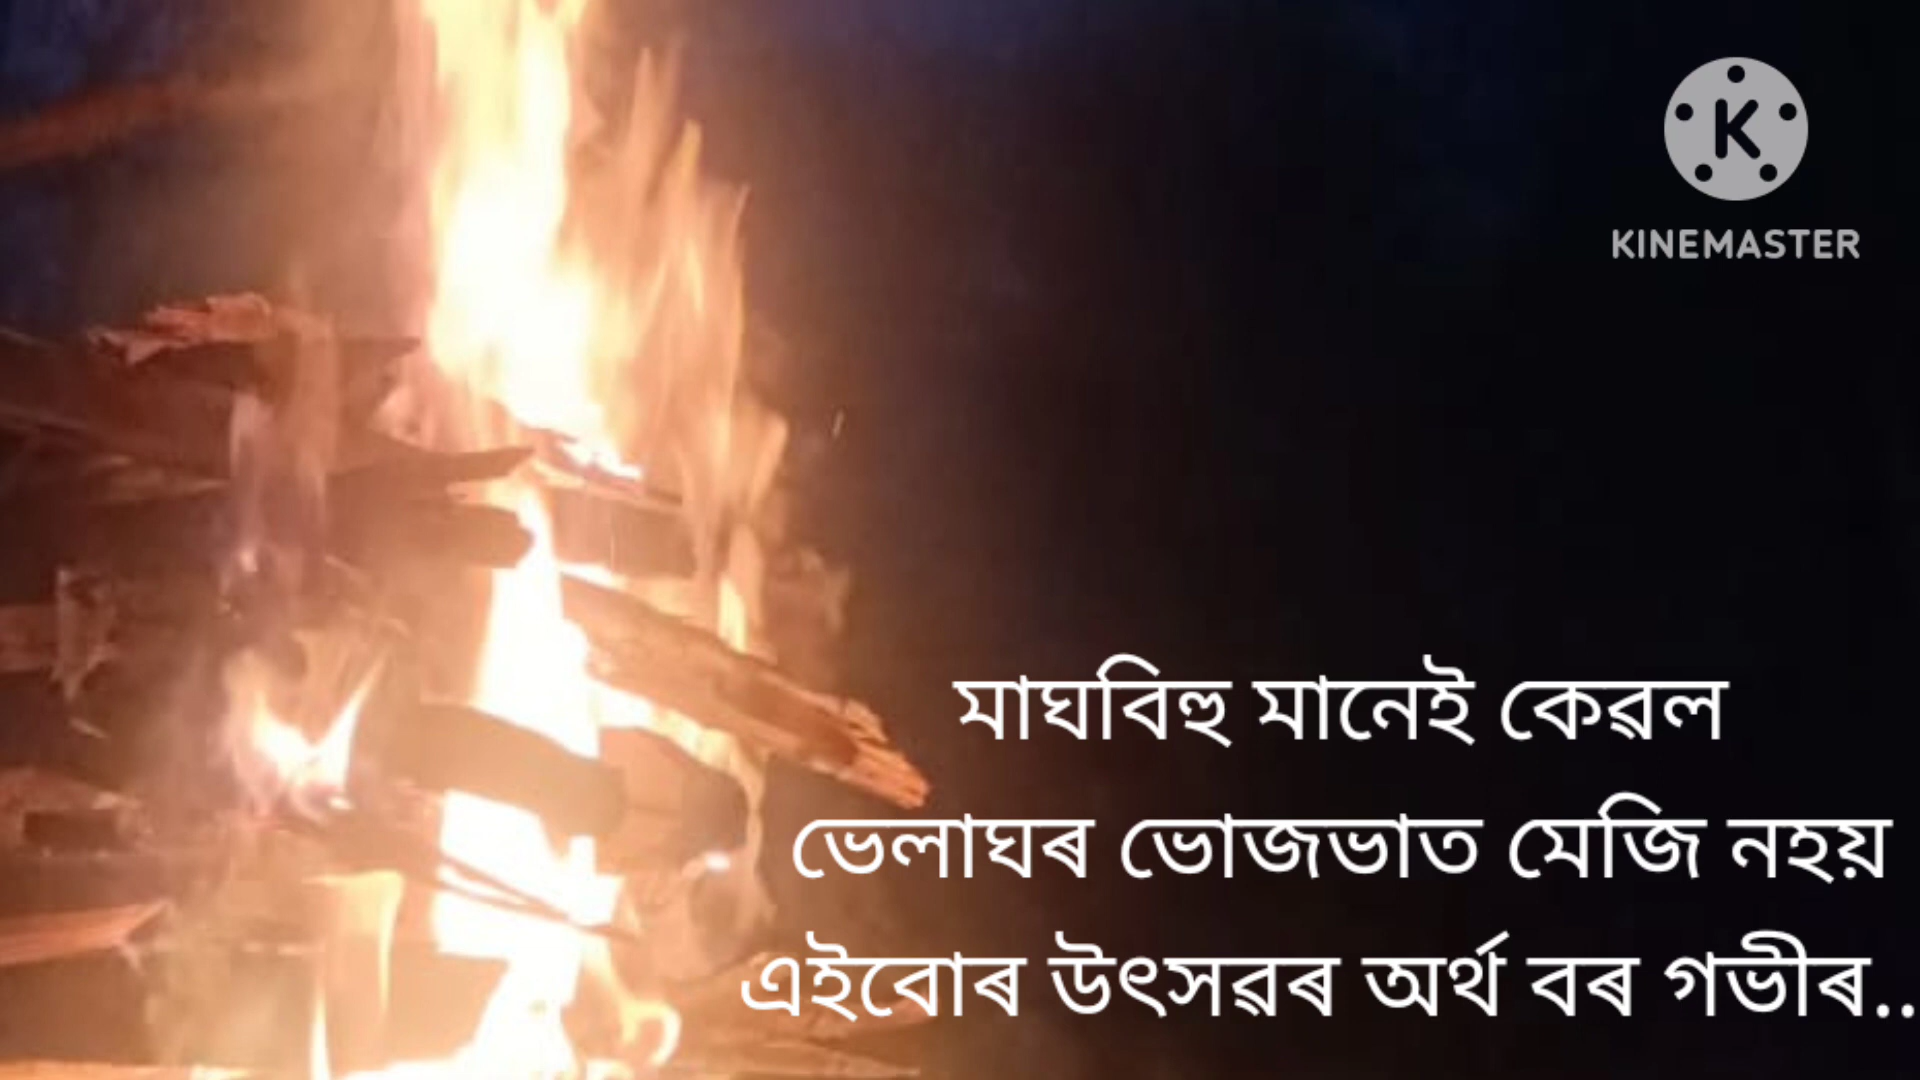 KINEMASTER
মাঘবিহু মানেই কেৱল
ভেলাঘৰ ভোজভাত মেজি নহয়
এইবোৰ উৎসৱৰ অৰ্থ বৰ গভীৰ..